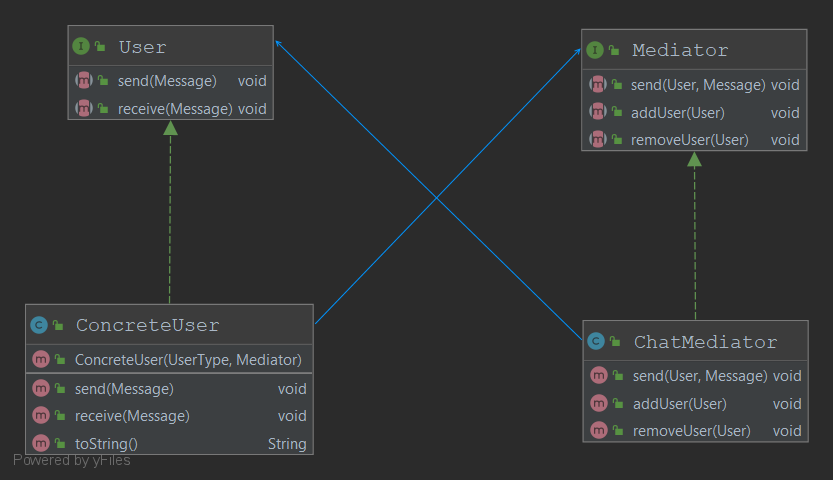 User
send(Message) void
receive(Message) void
Mediator
send(User, Message) void
addUser(User) void
removeUser(User) void
ConcreteUser
ConcreteUser(UserType, Mediator)
send(Message) void
receive(Message) void
toString() String
ChatMediator
send(User, Message) void
addUser(User) void
removeUser(User) void
Powered by yFiles